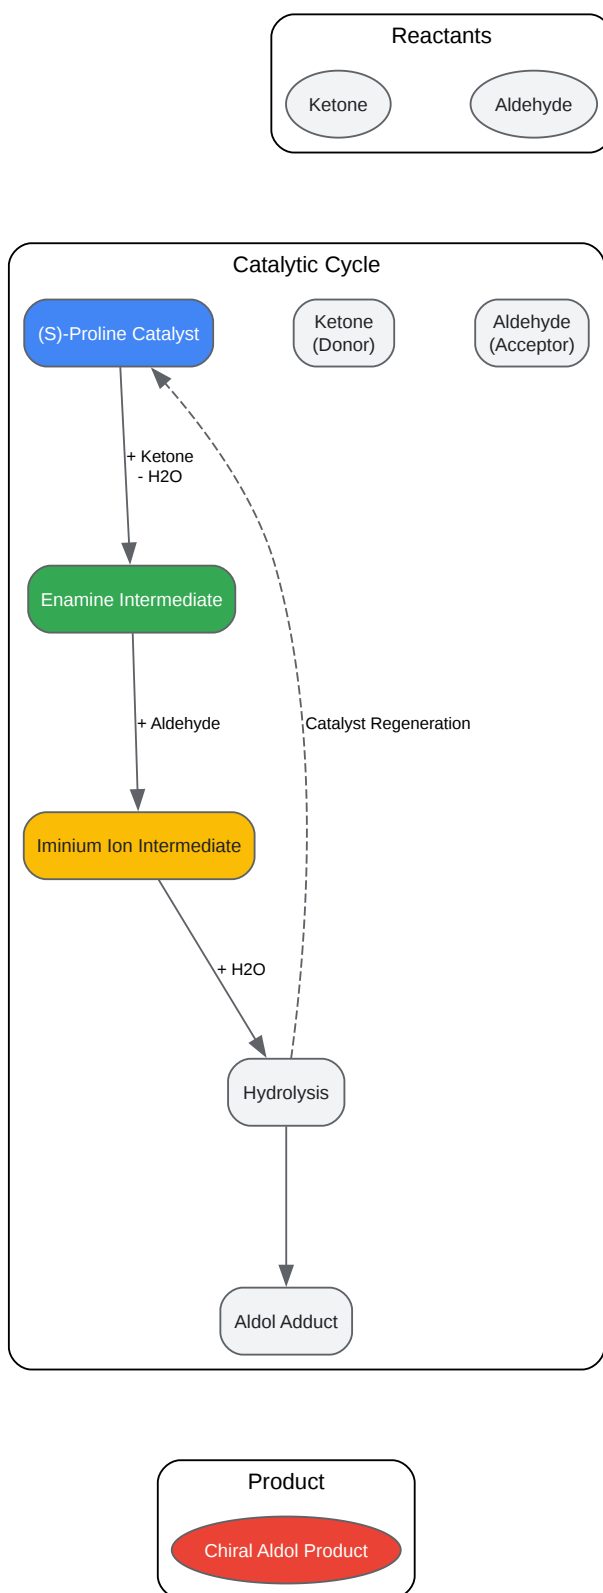 Reactants
Ketone
Aldehyde
Catalytic Cycle
(S)-Proline Catalyst
Ketone
(Donor)
Aldehyde
(Acceptor)
+ Ketone
- H2O
Enamine Intermediate
+ Aldehyde
Catalyst Regeneration
Iminium Ion Intermediate
+ H2O
Hydrolysis
Aldol Adduct
Product
Chiral Aldol Product